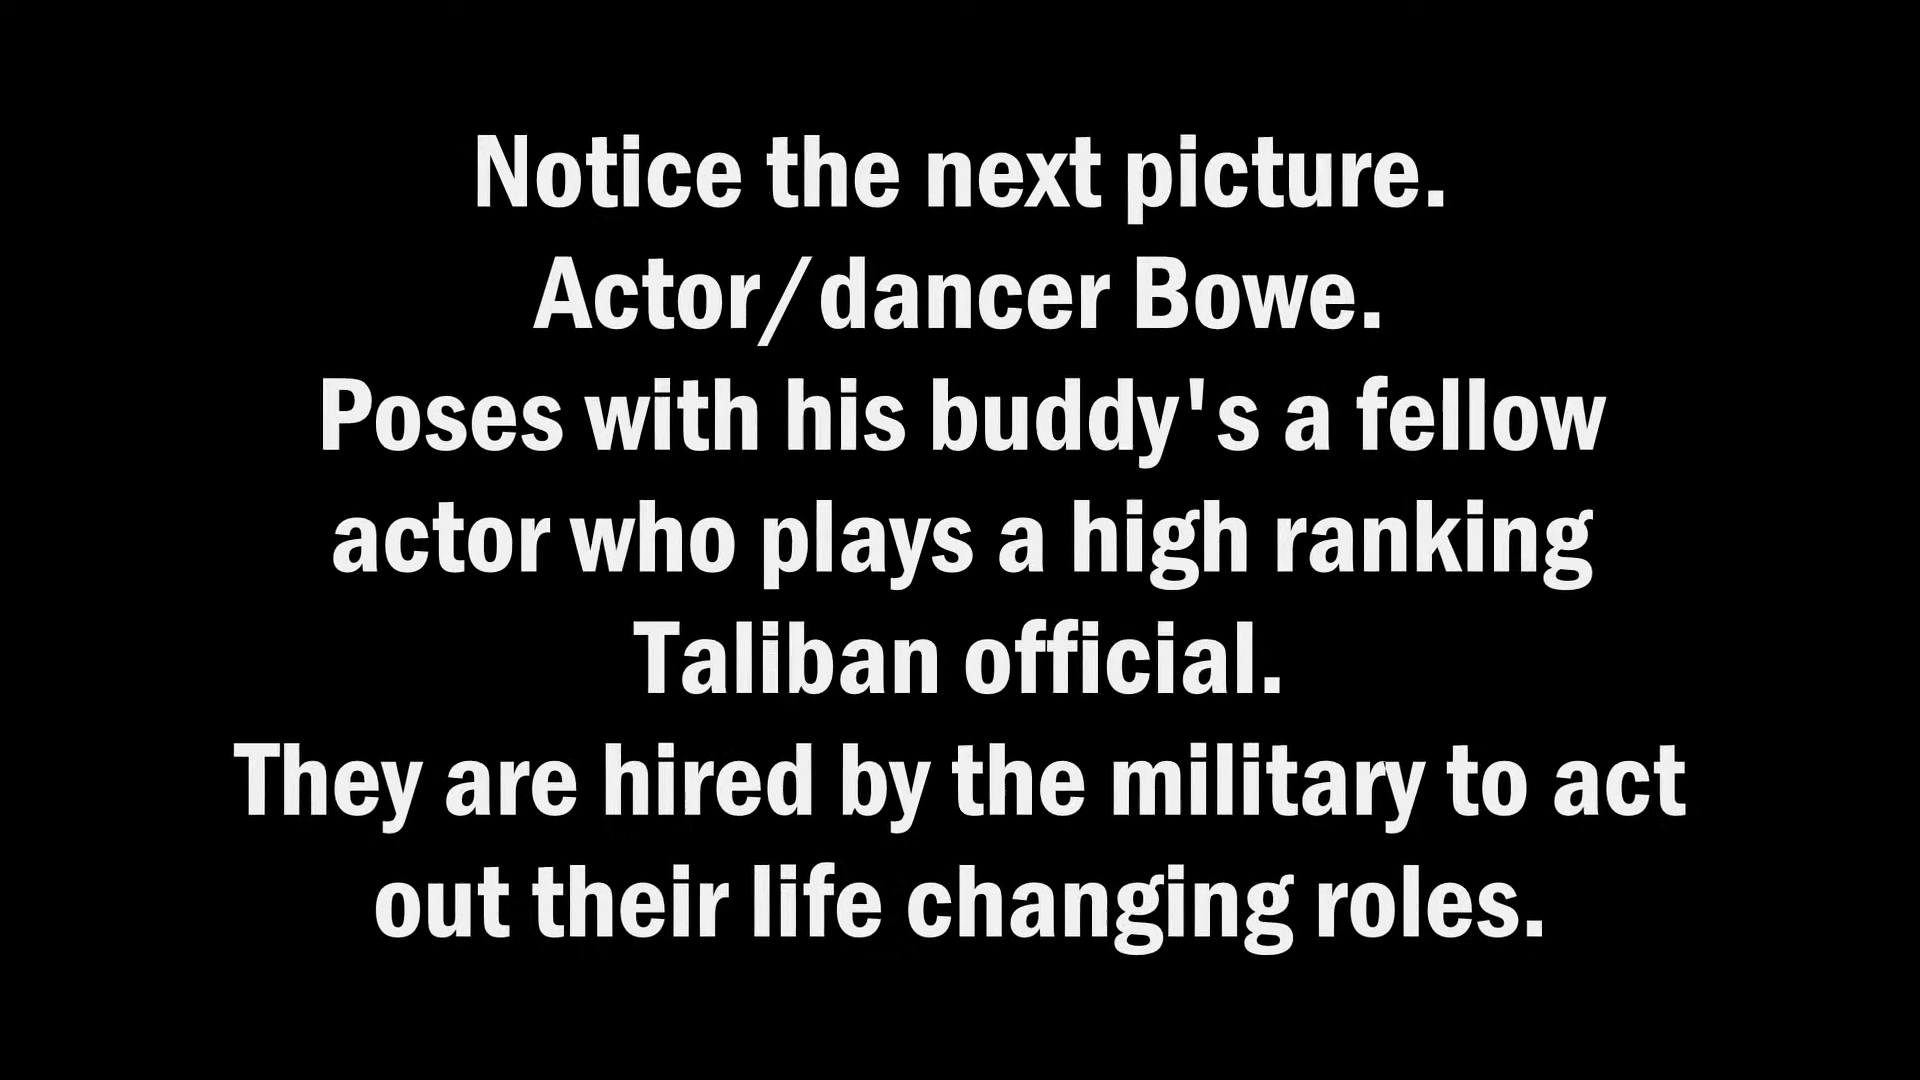 Notice the next picture.
Actor/dancer Bowe.
Poses with his buddy's a fellow
actor who plays a high ranking
Taliban official.
They are hired by the military to act
out their life changing roles.